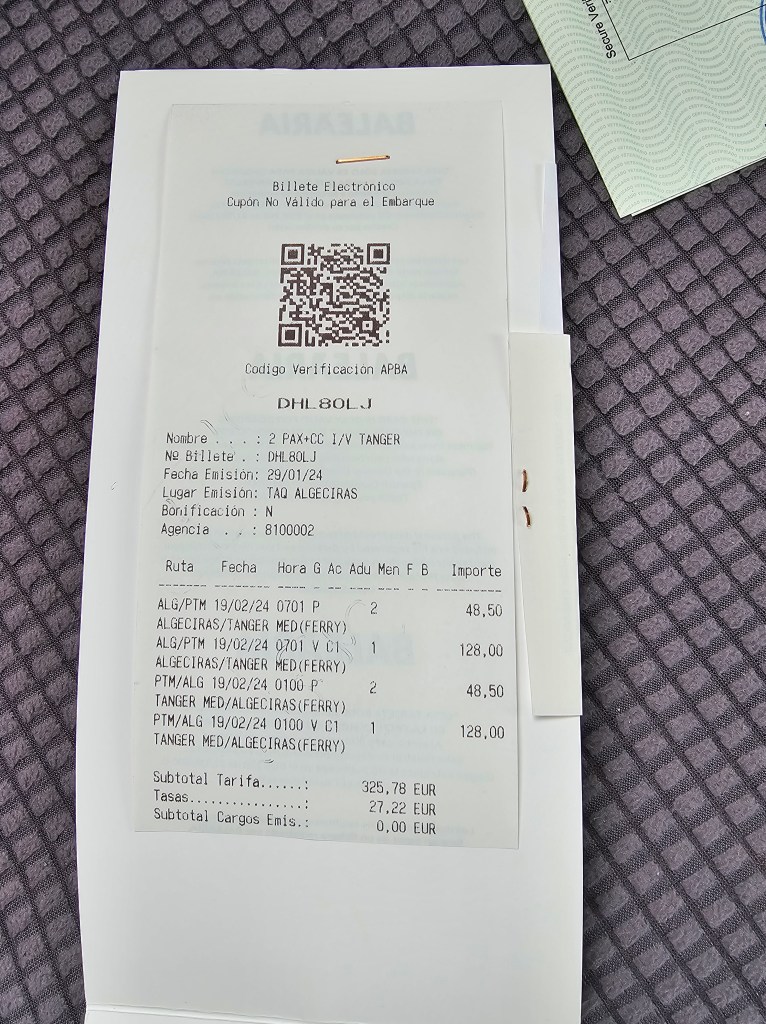 Secure Veri
Billete Electrónico
Cupón No Válido para el Embarque
Codigo Verificación APBA
DHL80LJ
Nombre . . . : 2 PAX+CC I/V TANGER
Nº Billete . : DHL80LJ
Fecha Emisión: 29/01/24
Lugar Emisión: TAQ ALGECIRAS
Bonificación : N
Agencia . . : 8100002
Ruta Fecha Hora G Ac Adu Men F B Importe
ALG/PTM 19/02/24 0701 P 2 48,50
ALGECIRAS/TANGER MED(FERRY)
ALG/PTM 19/02/24 0701 V C1 1 128,00
ALGECIRAS/TANGER MED(FERRY)
PTM/ALG 19/02/24 0100 P 2 48,50
TANGER MED/ALGECIRAS(FERRY)
PTM/ALG 19/02/24 0100 V C1 1 128,00
TANGER MED/ALGECIRAS(FERRY)
Subtotal Tarifa......: 325,78 EUR
Tasas................: 27,22 EUR
Subtotal Cargos Emis.: 0,00 EUR